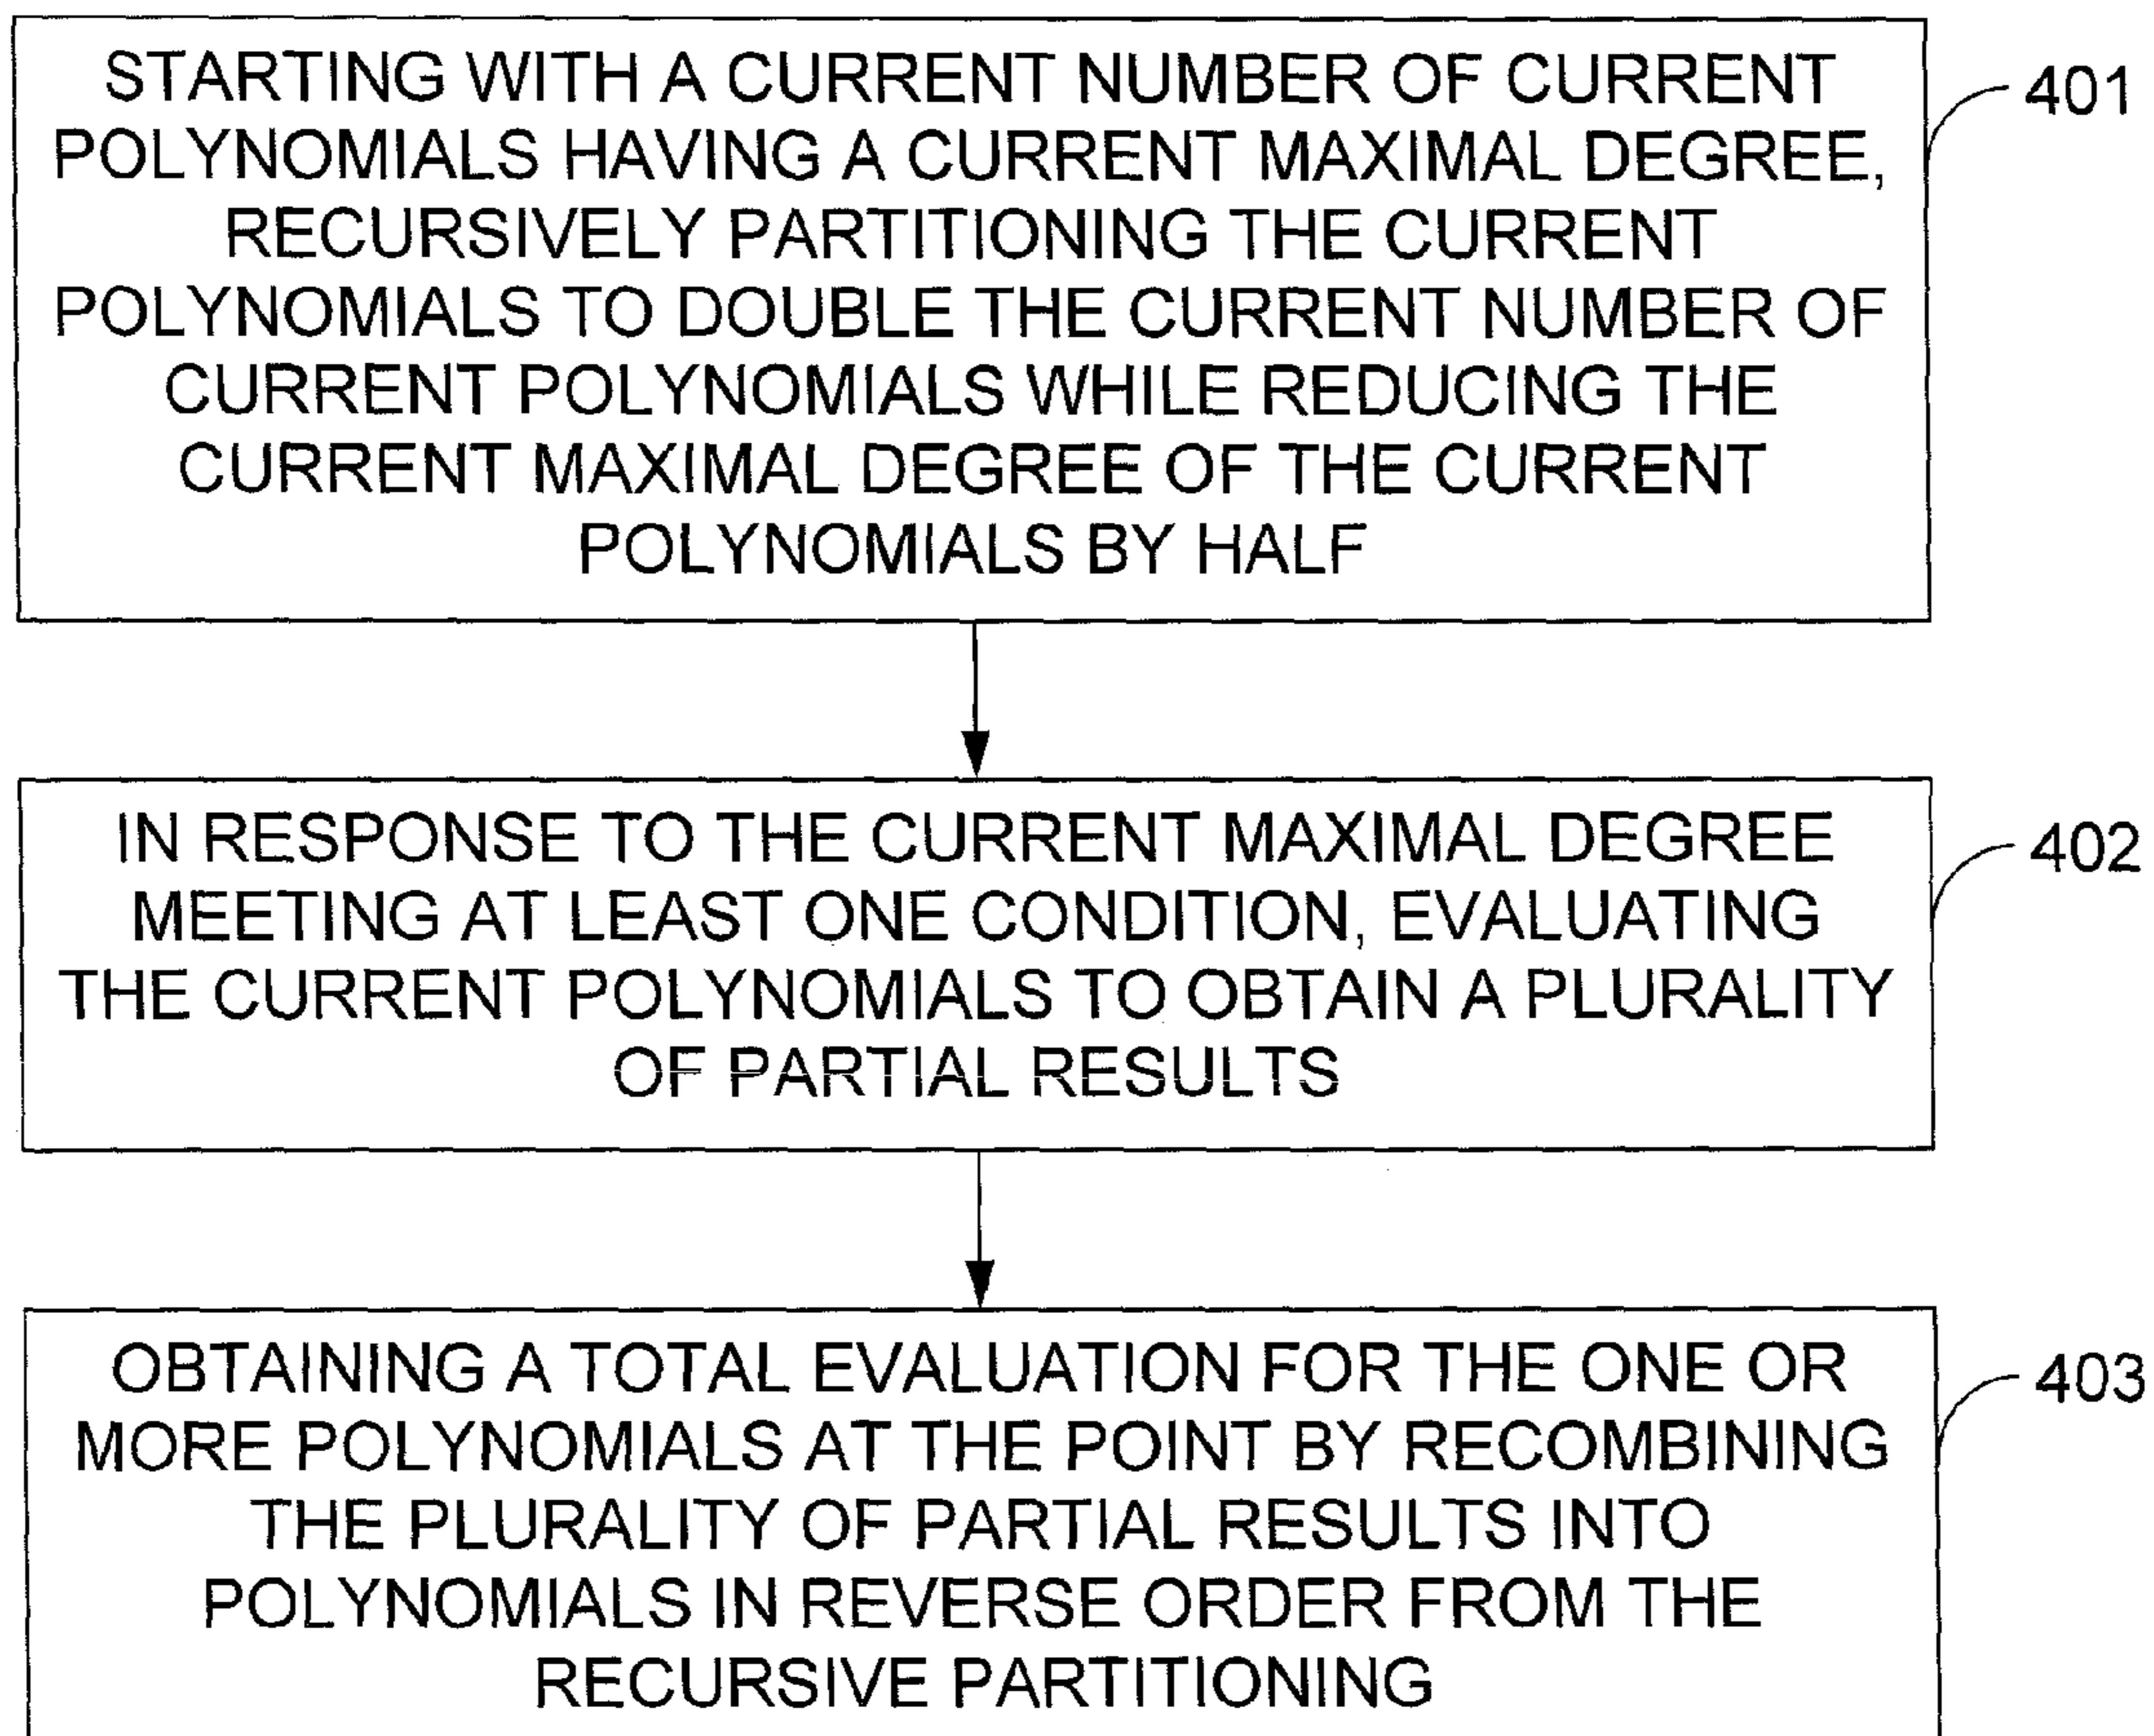 STARTING WITH A CURRENT NUMBER OF CURRENT
POLYNOMIALS HAVING A CURRENT MAXIMAL DEGREE,
RECURSIVELY PARTITIONING THE CURRENT
POLYNOMIALS TO DOUBLE THE CURRENT NUMBER OF
CURRENT POLYNOMIALS WHILE REDUCING THE
CURRENT MAXIMAL DEGREE OF THE CURRENT
POLYNOMIALS BY HALF
401
IN RESPONSE TO THE CURRENT MAXIMAL DEGREE
MEETING AT LEAST ONE CONDITION, EVALUATING
THE CURRENT POLYNOMIALS TO OBTAIN A PLURALITY
OF PARTIAL RESULTS
402
OBTAINING A TOTAL EVALUATION FOR THE ONE OR
MORE POLYNOMIALS AT THE POINT BY RECOMBINING
THE PLURALITY OF PARTIAL RESULTS INTO
POLYNOMIALS IN REVERSE ORDER FROM THE
RECURSIVE PARTITIONING
403